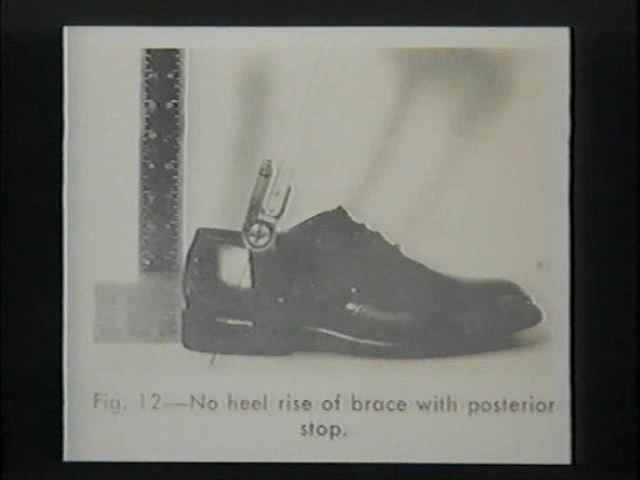 Fig. 12—No heel rise of brace with posterior
stop.